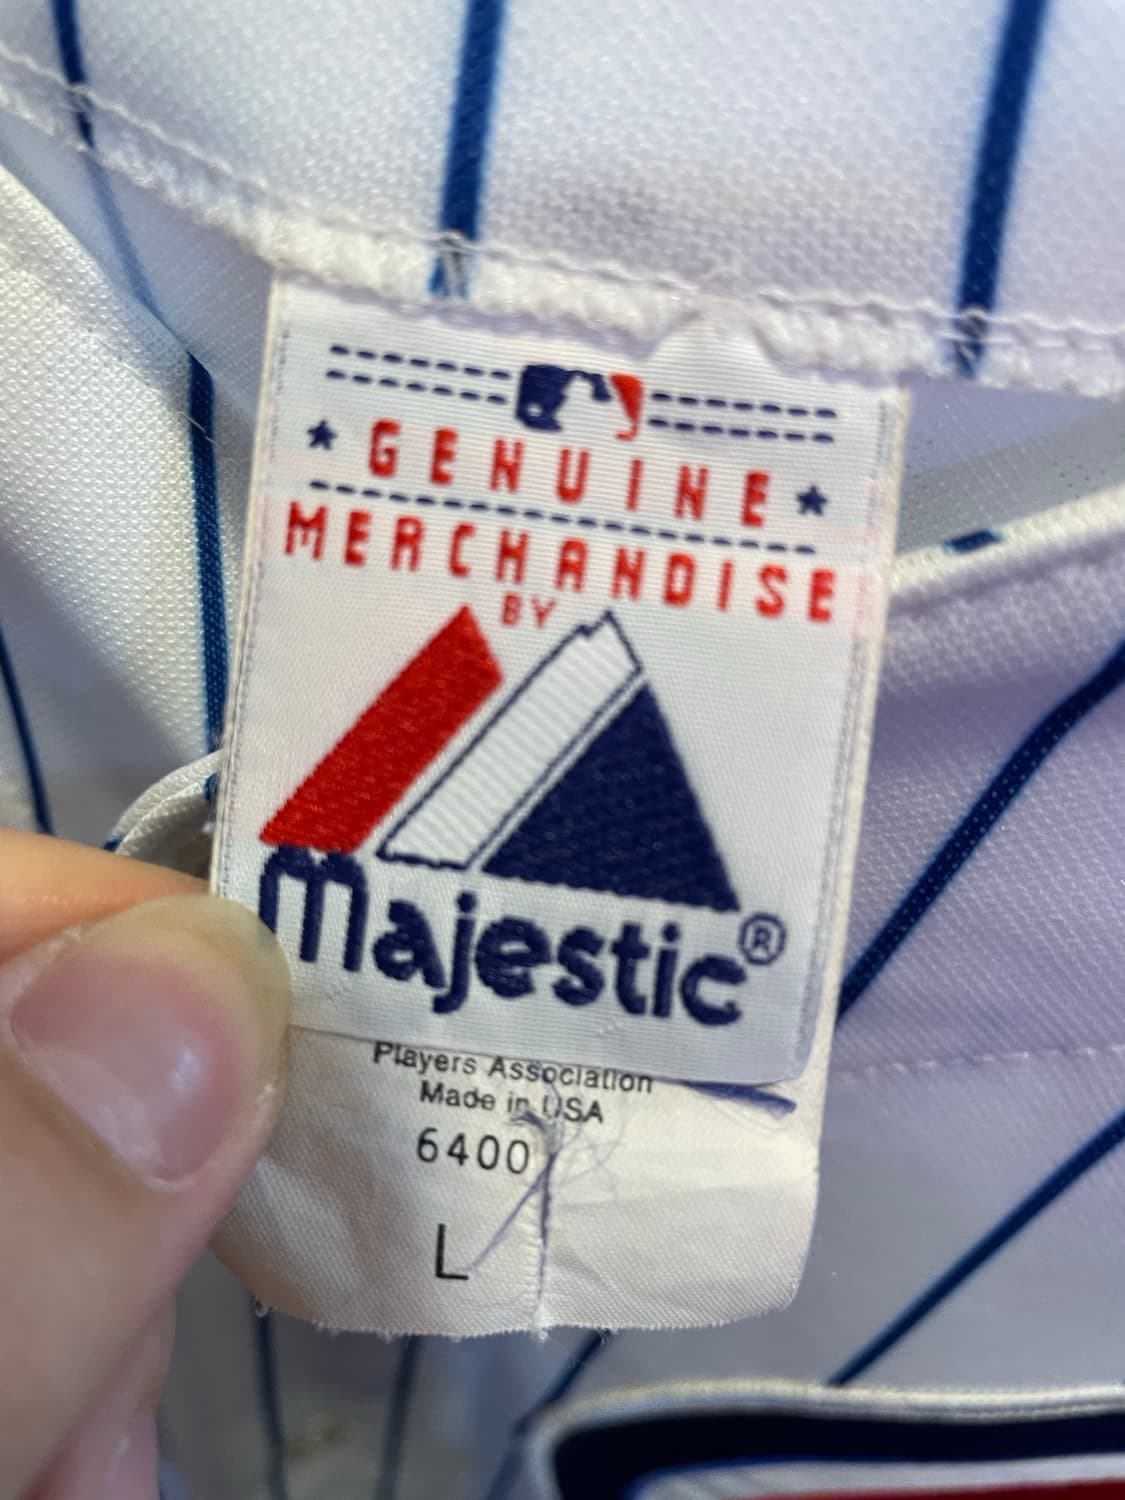 GENUINE
MERCHANDISE
BY
Majestic®
Players Association
Made in USA
6400
L